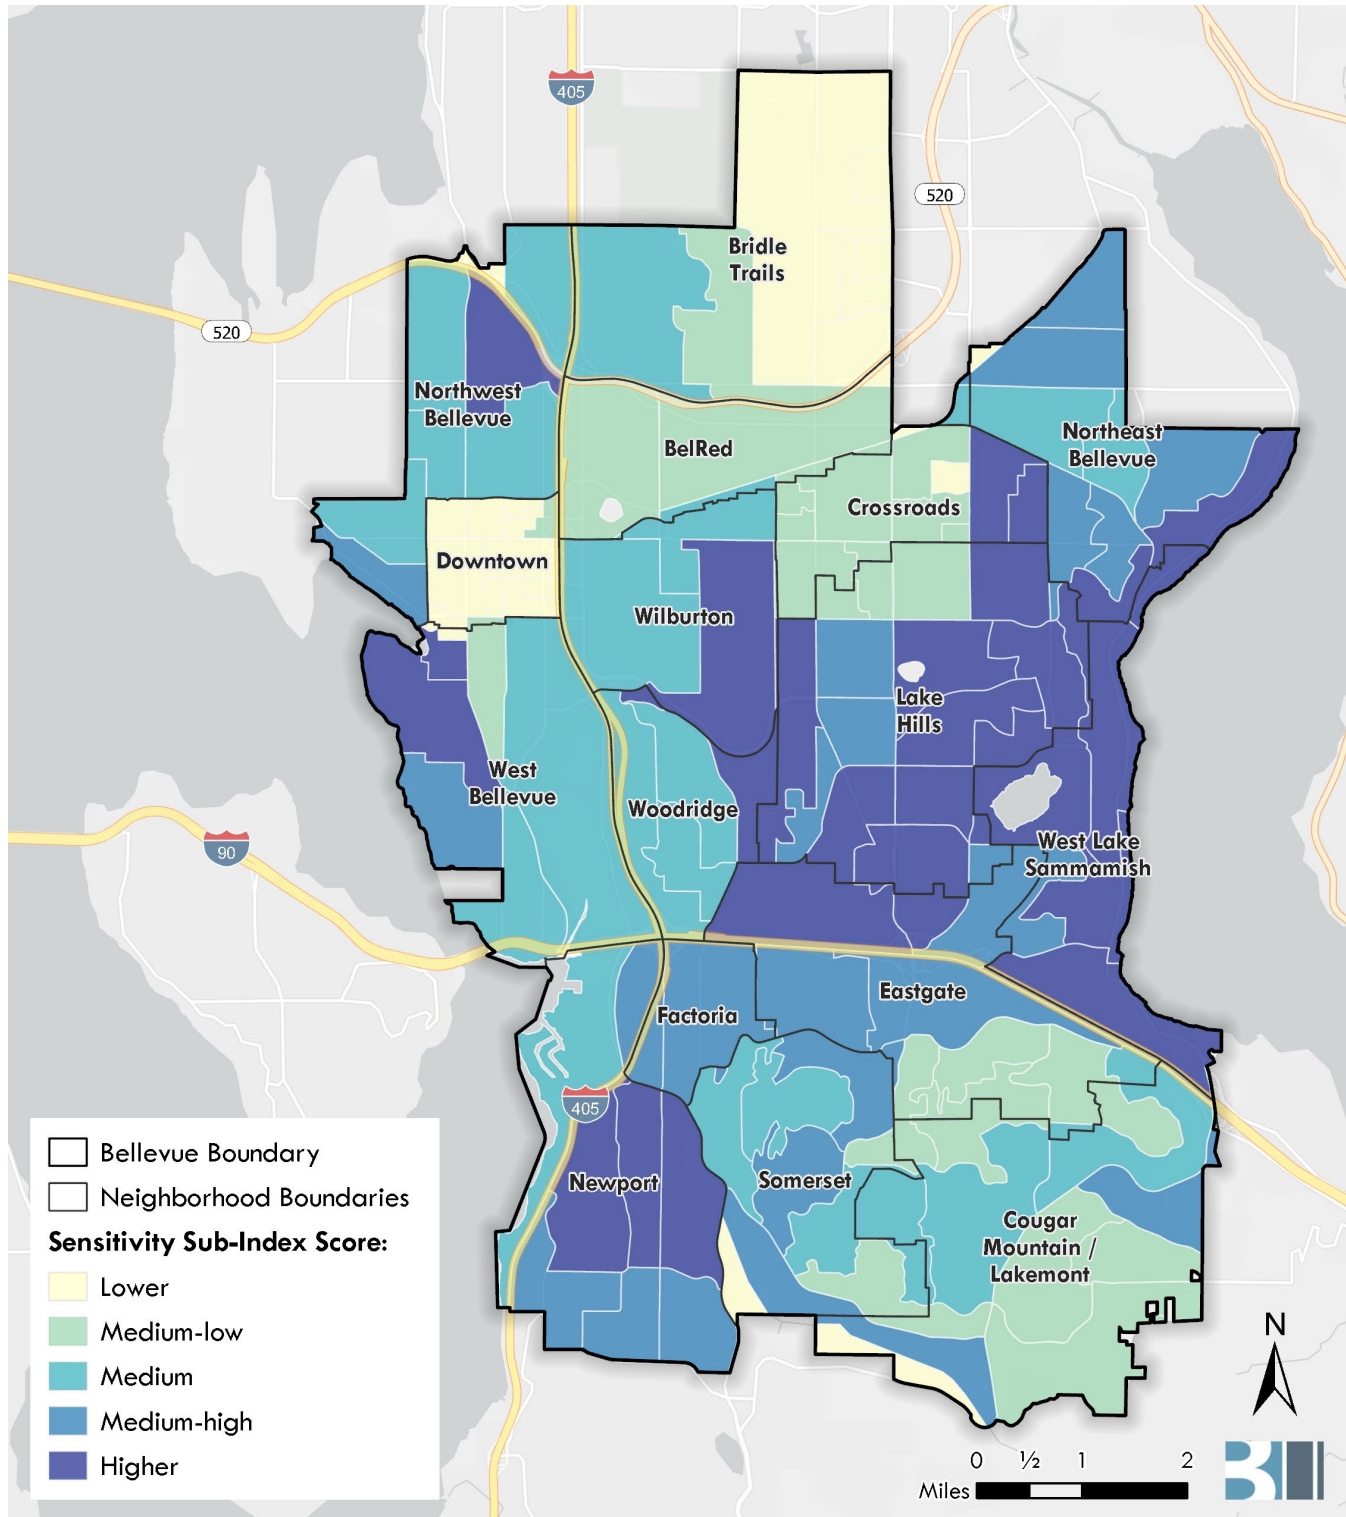 405
520
Bridle
Trails
520
Northwest
Bellevue
BelRed
Northeast
Bellevue
Crossroads
Downtown
Wilburton
Lake
Hills
West
Bellevue
Woodridge
90
West Lake
Sammamish
Eastgate
Factoria
405
Newport
Somerset
Cougar
Mountain /
Lakemont
Bellevue Boundary
Neighborhood Boundaries
Sensitivity Sub-Index Score:
Lower
Medium-low
Medium
Medium-high
Higher
N
0 ½ 1 2
Miles